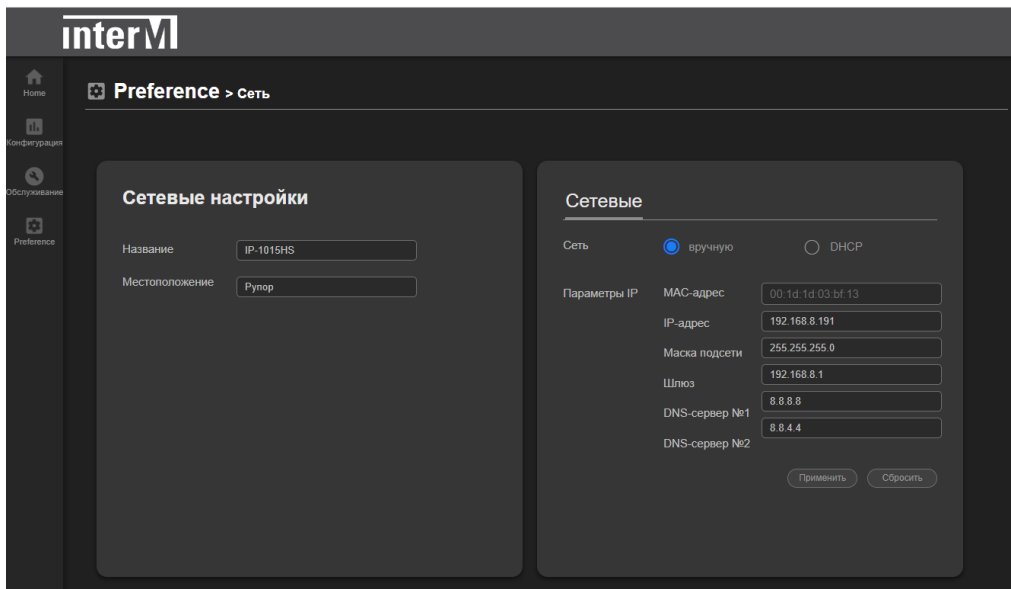 interM
Home
Конфигурация
Обслуживание
Preference
Preference > Сеть
Сетевые настройки
Название IP-1015HS
Местоположение Рупор
Сетевые
Сеть вручную DHCP
Параметры IP MAC-адрес 00:1d:1d:03:bf:13
IP-адрес 192.168.8.191
Маска подсети 255.255.255.0
Шлюз 192.168.8.1
DNS-сервер №1 8.8.8.8
DNS-сервер №2 8.8.4.4
Применить Сбросить